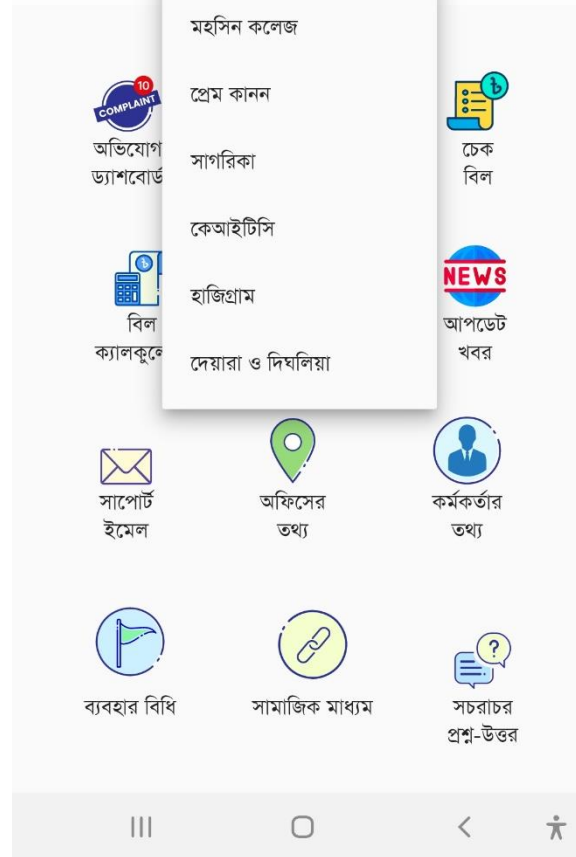 মহসিন কলেজ
প্রেম কানন
সাগরিকা
কেআইটিসি
হাজিগ্রাম
দেয়ারা ও দিঘলিয়া
10
COMPLAINT
অভিযোগ
ড্যাশবোর্ড
চেক
বিল
বিল
ক্যালকুলে
NEWS
আপডেট
খবর
সাপোর্ট
ইমেল
অফিসের
তথ্য
কর্মকর্তার
তথ্য
ব্যবহার বিধি
সামাজিক মাধ্যম
সচরাচর
প্রশ্ন-উত্তর